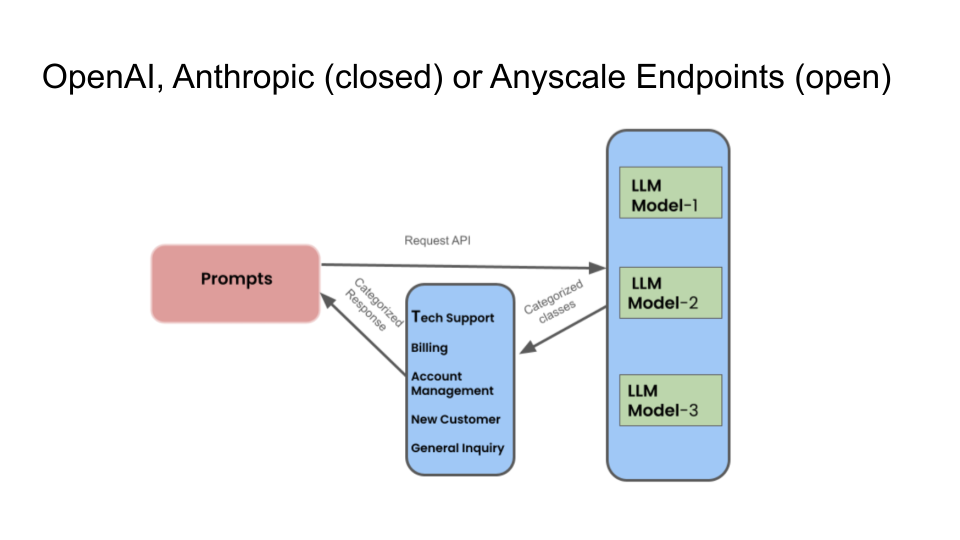 OpenAI, Anthropic (closed) or Anyscale Endpoints (open)
LLM
Model-1
Request API
Prompts
LLM
Model-2
Categorized
Response
Categorized
classes
Tech Support
Billing
Account
Management
New Customer
General Inquiry
LLM
Model-3